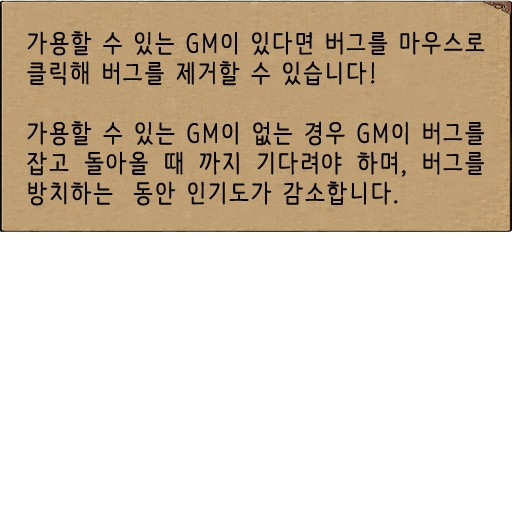 가용할 수 있는 GM이 있다면 버그를 마우스로
클릭해 버그를 제거할 수 있습니다!
가용할 수 있는 GM이 없는 경우 GM이 버그를
잡고 돌아올 때 까지 기다려야 하며, 버그를
방치하는 동안 인기도가 감소합니다.